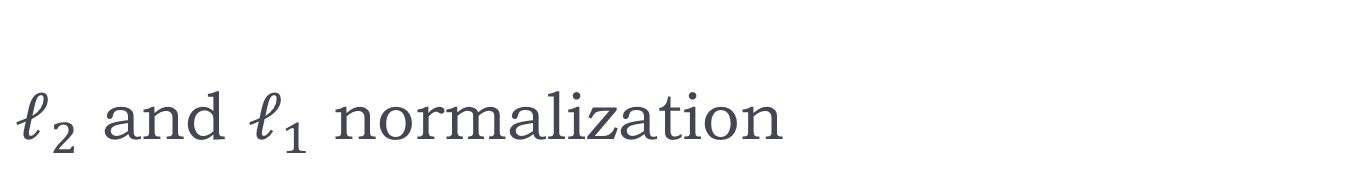 ℓ₂ and ℓ₁ normalization